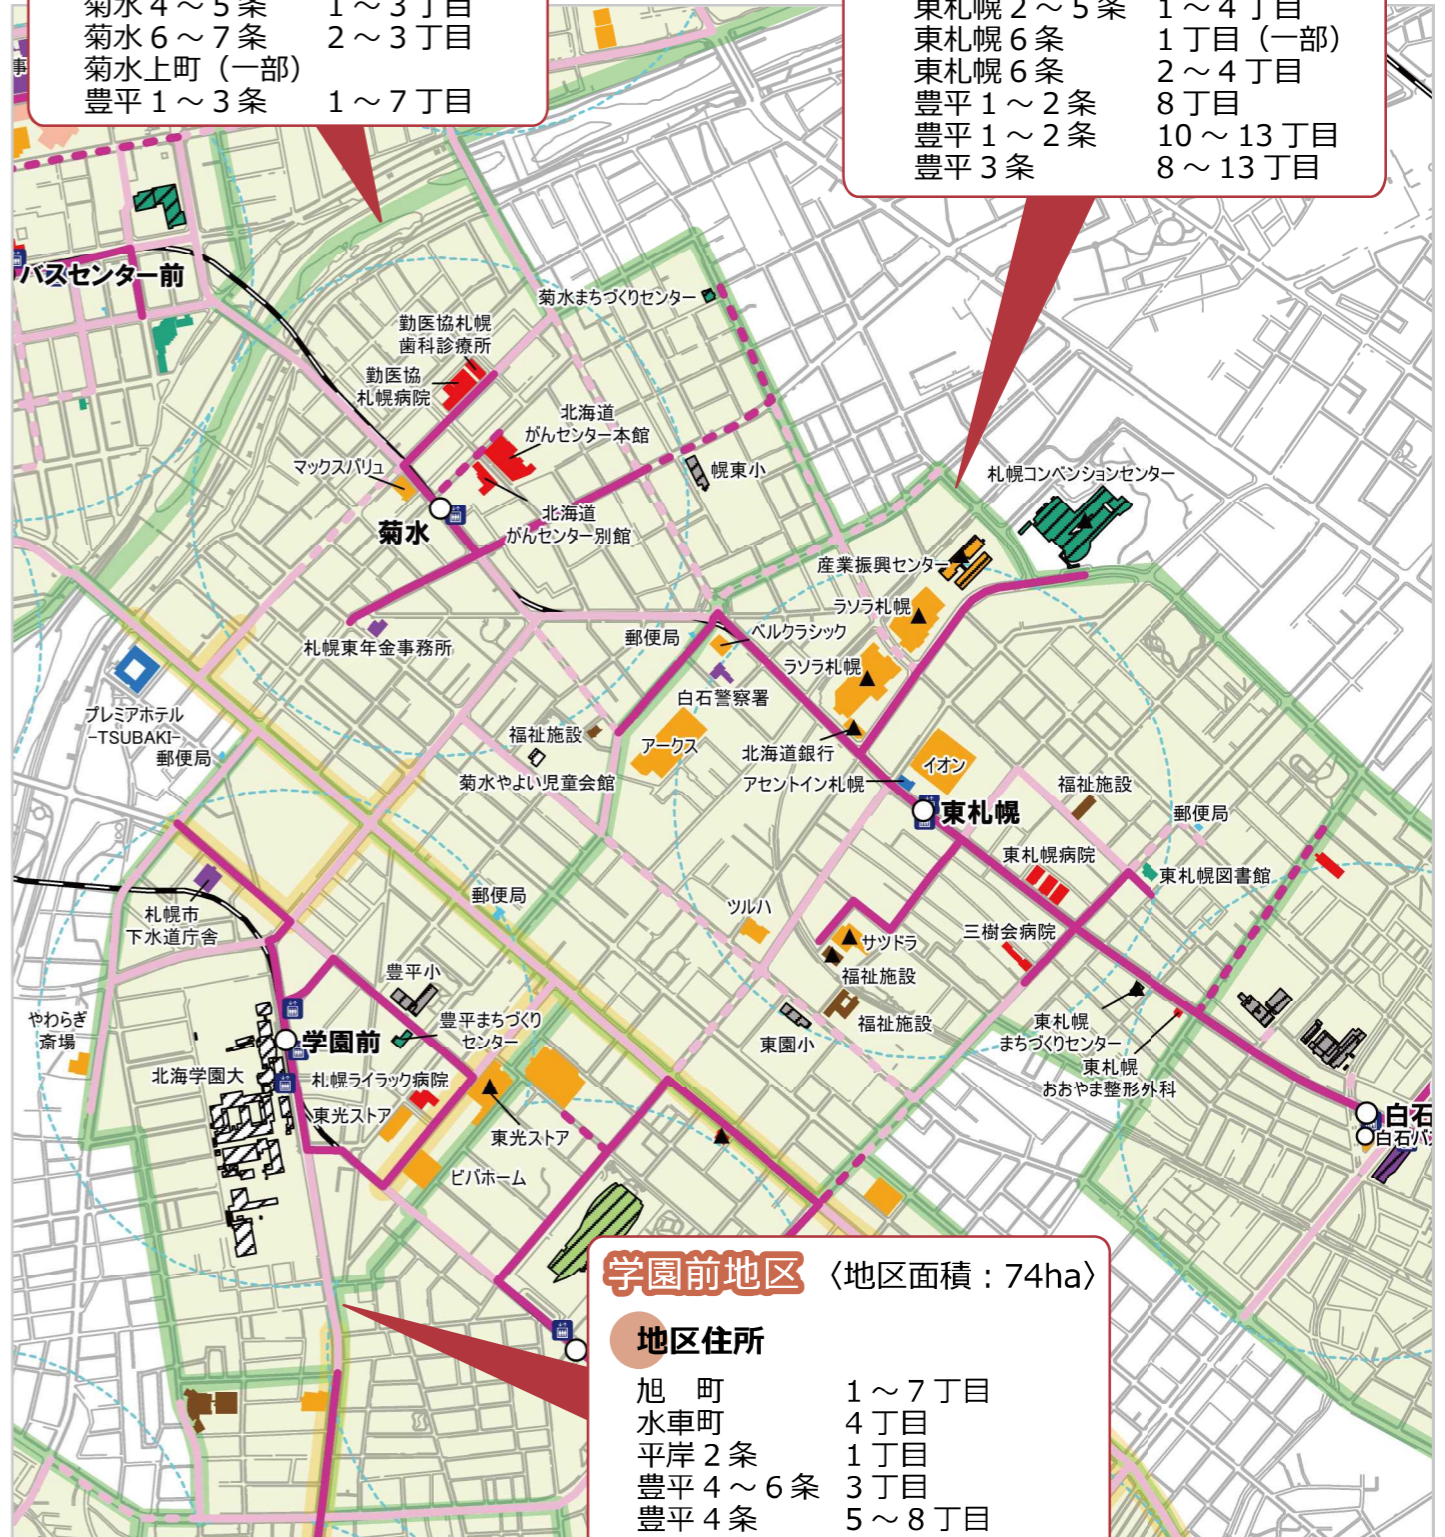 菊水４～５条　１～３丁目
菊水６～７条　２～３丁目
菊水上町（一部）
豊平１～３条　１～７丁目
東札幌２～５条　１～４丁目
東札幌６条　１丁目（一部）
東札幌６条　２～４丁目
豊平１～２条　８丁目
豊平１～２条　10～13丁目
豊平３条　８～13丁目
バスセンター前
菊水まちづくりセンター
勤医協札幌
歯科診療所
勤医協
札幌病院
北海道
がんセンター本館
マックスバリュ
幌東小
札幌コンベンションセンター
菊水
北海道
がんセンター別館
産業振興センター
ラソラ札幌
郵便局
ベルクラシック
札幌東年金事務所
ラソラ札幌
白石警察署
プレミアホテル
-TSUBAKI-
郵便局
福祉施設
アークス
北海道銀行
イオン
菊水やよい児童会館
アセントイン札幌
福祉施設
東札幌
郵便局
東札幌病院
東札幌図書館
郵便局
ツルハ
札幌市
下水道庁舎
サツドラ
三樹会病院
豊平小
福祉施設
やわらぎ
斎場
豊平まちづくり
センター
福祉施設
東札幌
まちづくりセンター
学園前
東園小
東札幌
おおやま整形外科
北海学園大
札幌ライラック病院
東光ストア
白石
東光ストア
白石バス
ビバホーム
学園前地区　〈地区面積：74ha〉
地区住所
旭　町　１～７丁目
水車町　４丁目
平岸２条　１丁目
豊平４～６条　３丁目
豊平４条　５～８丁目